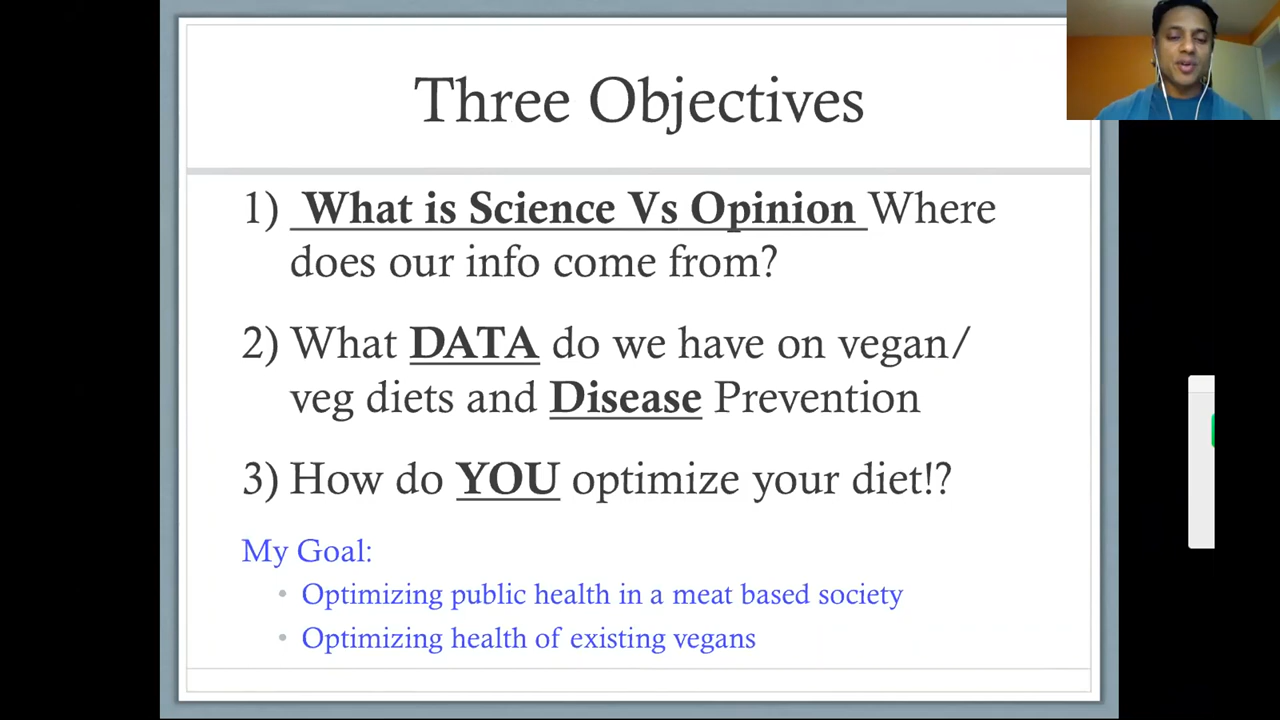 Three Objectives
1) What is Science Vs Opinion Where
does our info come from?
2) What DATA do we have on vegan/
veg diets and Disease Prevention
3) How do YOU optimize your diet!?
My Goal:
• Optimizing public health in a meat based society
• Optimizing health of existing vegans